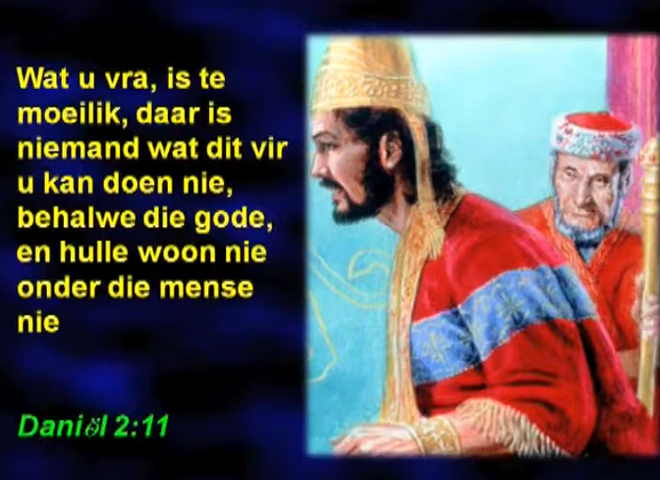 Wat u vra, is te
moeilik, daar is
niemand wat dit vir
u kan doen nie,
behalwe die gode,
en hulle woon nie
onder die mense
nie
Daniël 2:11